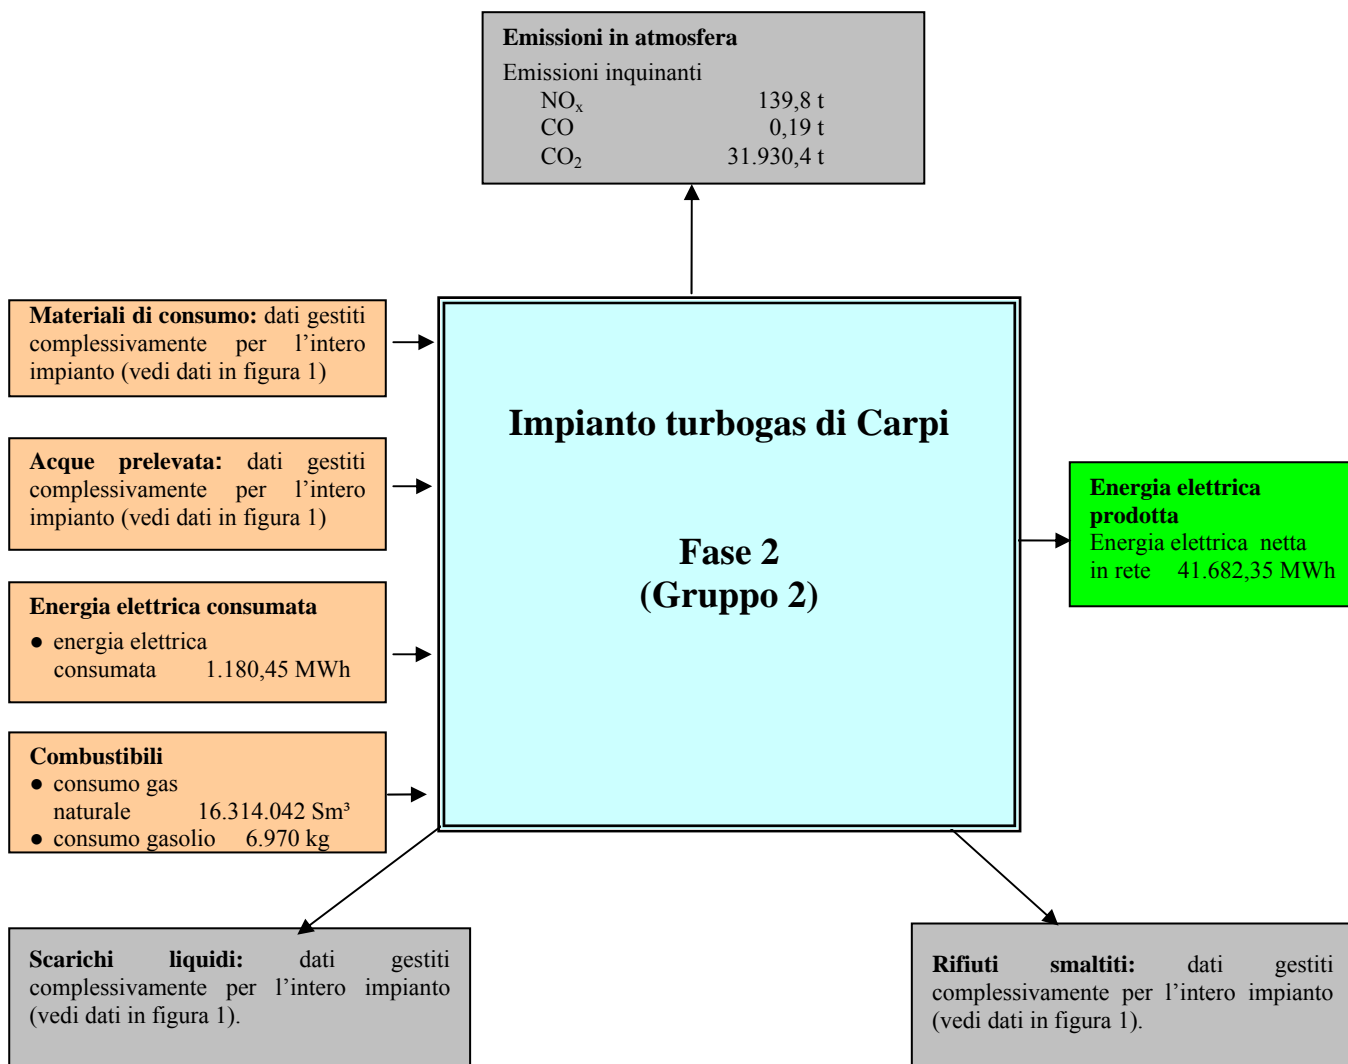 Emissioni in atmosfera
Emissioni inquinanti
NOₓ 139,8 t
CO 0,19 t
CO₂ 31.930,4 t
Materiali di consumo: dati gestiti
complessivamente per l’intero
impianto (vedi dati in figura 1)
Acque prelevata: dati gestiti
complessivamente per l’intero
impianto (vedi dati in figura 1)
Energia elettrica consumata
● energia elettrica
consumata 1.180,45 MWh
Combustibili
● consumo gas
naturale 16.314.042 Sm³
● consumo gasolio 6.970 kg
Impianto turbogas di Carpi
Fase 2
(Gruppo 2)
Energia elettrica
prodotta
Energia elettrica netta
in rete 41.682,35 MWh
Scarichi liquidi: dati gestiti
complessivamente per l’intero impianto
(vedi dati in figura 1).
Rifiuti smaltiti: dati gestiti
complessivamente per l’intero impianto
(vedi dati in figura 1).